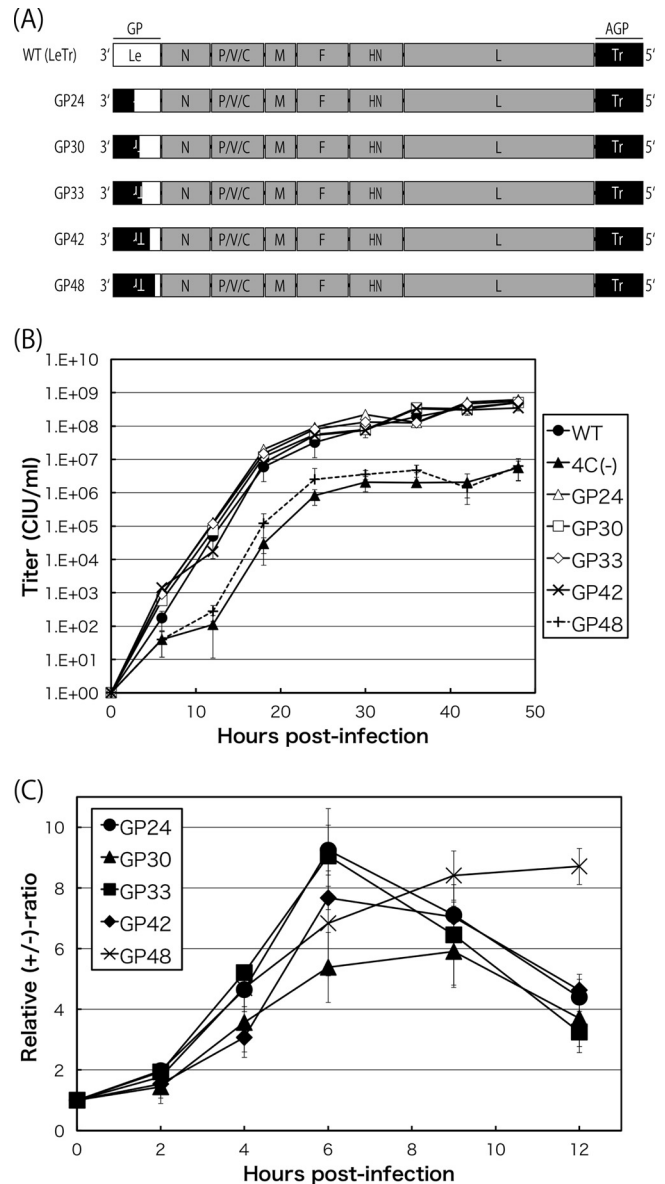 (A)
GP AGP
WT (LeTr) 3' Le N P/V/C M F HN L Tr 5'
GP24 3' N P/V/C M F HN L Tr 5'
GP30 3' Tr N P/V/C M F HN L Tr 5'
GP33 3' Tr N P/V/C M F HN L Tr 5'
GP42 3' Tr N P/V/C M F HN L Tr 5'
GP48 3' Tr N P/V/C M F HN L Tr 5'
(B)
1.E+10
1.E+09
1.E+08
1.E+07
1.E+06
1.E+05
1.E+04
1.E+03
1.E+02
1.E+01
1.E+00
Titer (CIU/ml)
0 10 20 30 40 50
Hours post-infection
WT
4C(-)
GP24
GP30
GP33
GP42
GP48
(C)
10
8
6
4
2
0
Relative (+/-)-ratio
GP24
GP30
GP33
GP42
GP48
0 2 4 6 8 10 12
Hours post-infection